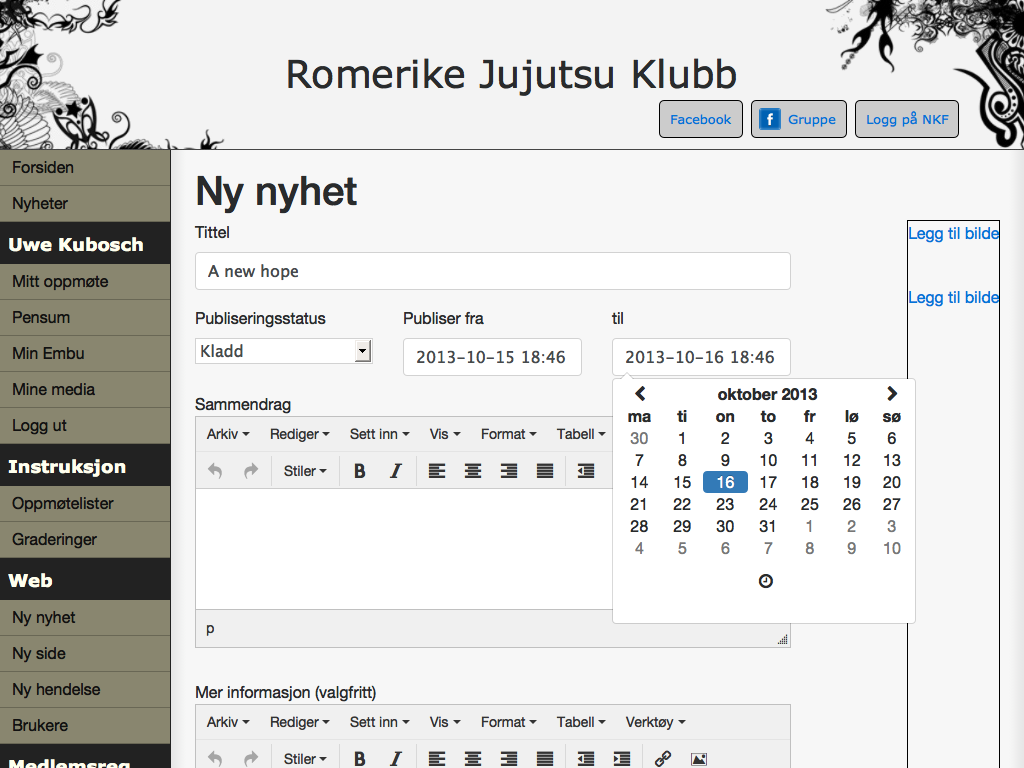 Romerike Jujutsu Klubb
Facebook
Gruppe
Logg på NKF
Forsiden
Nyheter
Uwe Kubosch
Mitt oppmøte
Pensum
Min Embu
Mine media
Logg ut
Instruksjon
Oppmøtelister
Graderinger
Web
Ny nyhet
Ny side
Ny hendelse
Brukere
Medlemsreg
Ny nyhet
Tittel
A new hope
Publiseringsstatus Publiser fra til
Kladd 2013-10-15 18:46 2013-10-16 18:46
Sammendrag
Arkiv Rediger Sett inn Vis Format Tabell
Stiler B I
p
oktober 2013
ma ti on to fr lø sø
30 1 2 3 4 5 6
7 8 9 10 11 12 13
14 15 16 17 18 19 20
21 22 23 24 25 26 27
28 29 30 31 1 2 3
4 5 6 7 8 9 10
Mer informasjon (valgfritt)
Arkiv Rediger Sett inn Vis Format Tabell Verktøy
Stiler B I
Legg til bilde
Legg til bilde